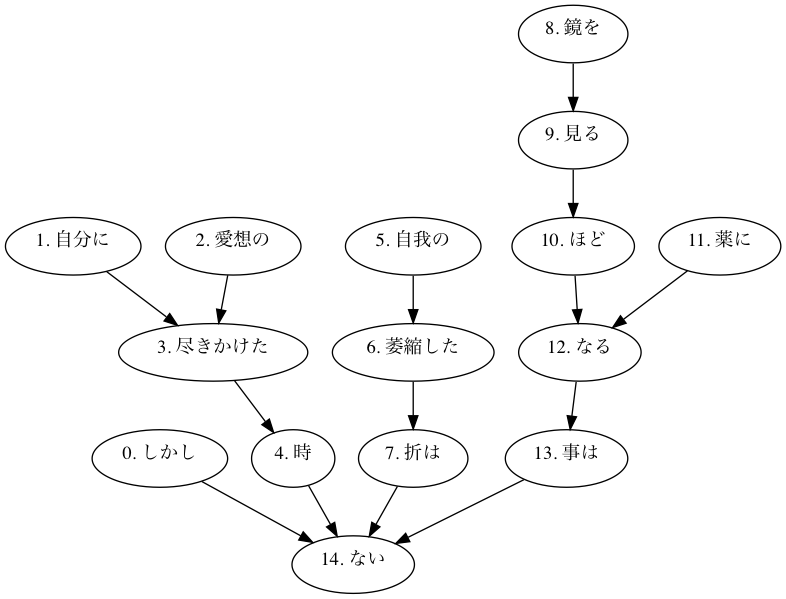 8. 鏡を
9. 見る
1. 自分に
2. 愛想の
5. 自我の
10. ほど
11. 薬に
3. 尽きかけた
6. 萎縮した
12. なる
0. しかし
4. 時
7. 折は
13. 事は
14. ない